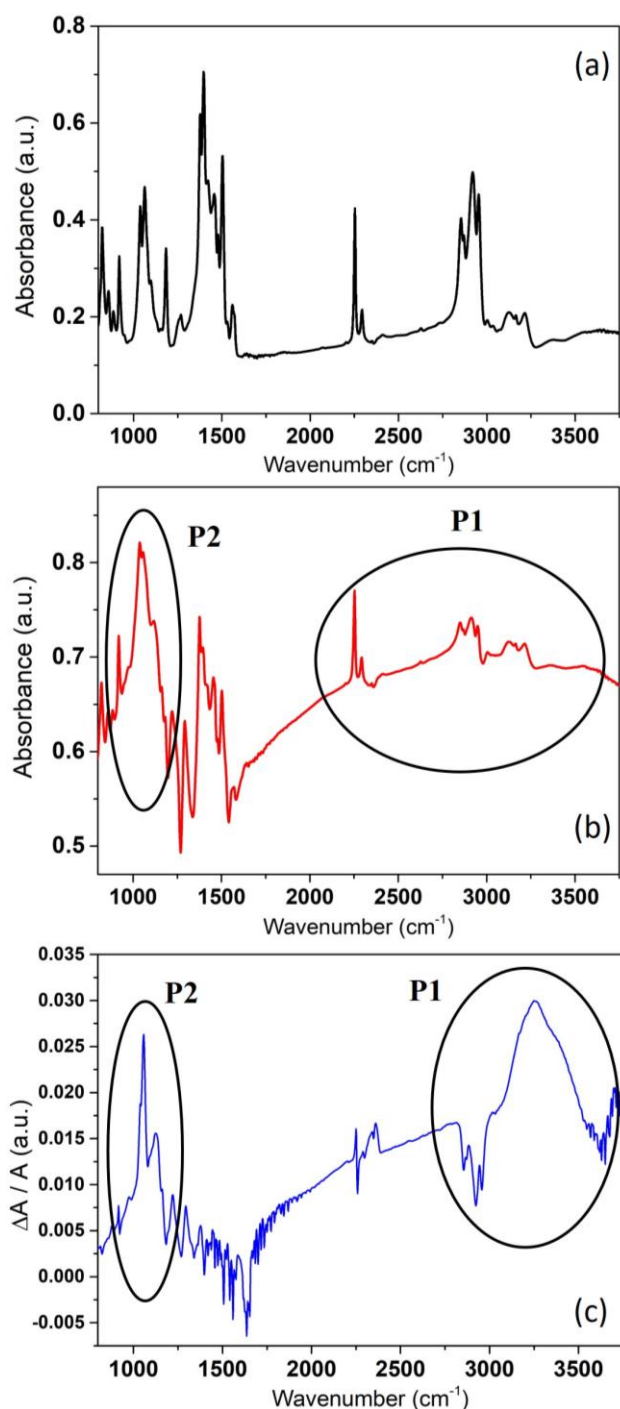 0.8
0.6
0.4
0.2
0.0
Absorbance (a.u.)
(a)
1000 1500 2000 2500 3000 3500
Wavenumber (cm⁻¹)
0.8
0.7
0.6
0.5
Absorbance (a.u.)
P2
P1
(b)
1000 1500 2000 2500 3000 3500
Wavenumber (cm⁻¹)
0.035
0.030
0.025
0.020
0.015
0.010
0.005
0.000
-0.005
ΔA / A (a.u.)
P2
P1
(c)
1000 1500 2000 2500 3000 3500
Wavenumber (cm⁻¹)